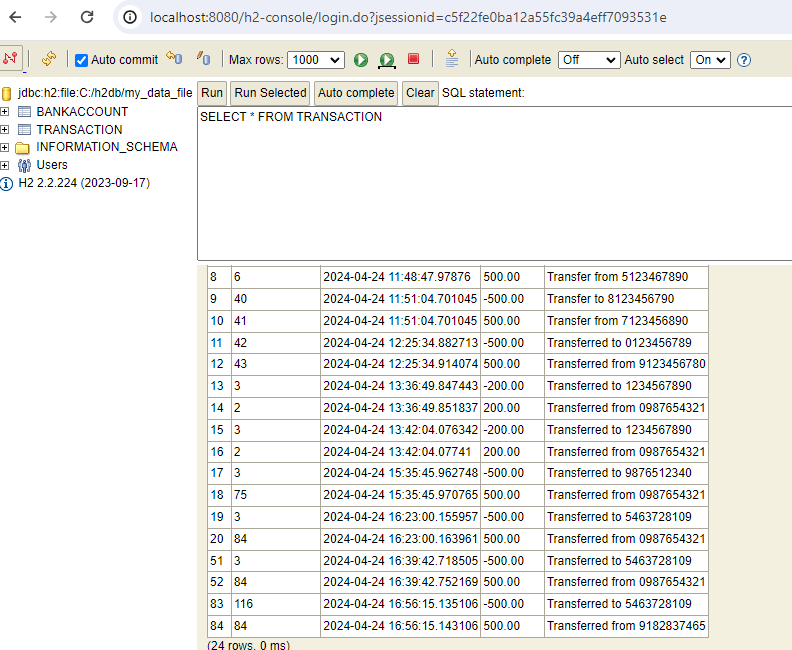 localhost:8080/h2-console/login.do?jsessionid=c5f22fe0ba12a55fc39a4eff7093531e
Auto commit Max rows: 1000 Auto complete Off Auto select On
jdbc:h2:file:C:/h2db/my_data_file
BANKACCOUNT
TRANSACTION
INFORMATION_SCHEMA
Users
H2 2.2.224 (2023-09-17)
Run Run Selected Auto complete Clear SQL statement:
SELECT * FROM TRANSACTION
8 6 2024-04-24 11:48:47.97876 500.00 Transfer from 5123467890
9 40 2024-04-24 11:51:04.701045 -500.00 Transfer to 8123456790
10 41 2024-04-24 11:51:04.701045 500.00 Transfer from 7123456890
11 42 2024-04-24 12:25:34.882713 -500.00 Transferred to 0123456789
12 43 2024-04-24 12:25:34.914074 500.00 Transferred from 9123456780
13 3 2024-04-24 13:36:49.847443 -200.00 Transferred to 1234567890
14 2 2024-04-24 13:36:49.851837 200.00 Transferred from 0987654321
15 3 2024-04-24 13:42:04.076342 -200.00 Transferred to 1234567890
16 2 2024-04-24 13:42:04.07741 200.00 Transferred from 0987654321
17 3 2024-04-24 15:35:45.962748 -500.00 Transferred to 9876512340
18 75 2024-04-24 15:35:45.970765 500.00 Transferred from 0987654321
19 3 2024-04-24 16:23:00.155957 -500.00 Transferred to 5463728109
20 84 2024-04-24 16:23:00.163961 500.00 Transferred from 0987654321
51 3 2024-04-24 16:39:42.718505 -500.00 Transferred to 5463728109
52 84 2024-04-24 16:39:42.752169 500.00 Transferred from 0987654321
83 116 2024-04-24 16:56:15.135106 -500.00 Transferred to 5463728109
84 84 2024-04-24 16:56:15.143106 500.00 Transferred from 9182837465
(24 rows, 0 ms)